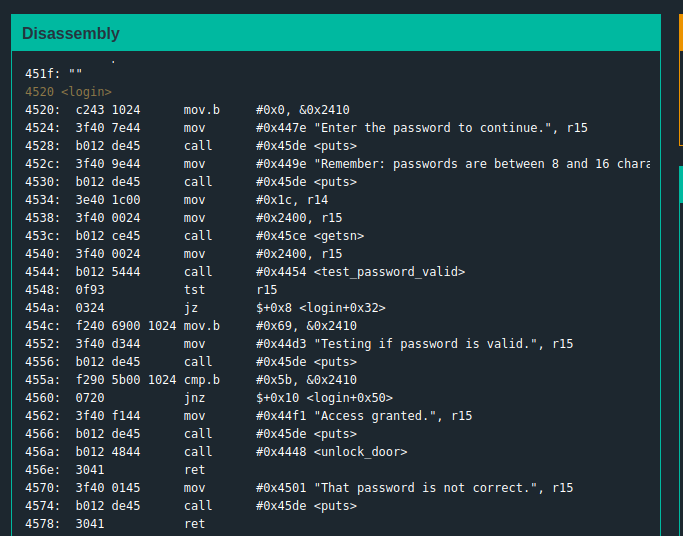 Disassembly
451f: ""
4520 <login>
4520: c243 1024 mov.b #0x0, &0x2410
4524: 3f40 7e44 mov #0x447e "Enter the password to continue.", r15
4528: b012 de45 call #0x45de <puts>
452c: 3f40 9e44 mov #0x449e "Remember: passwords are between 8 and 16 chara
4530: b012 de45 call #0x45de <puts>
4534: 3e40 1c00 mov #0x1c, r14
4538: 3f40 0024 mov #0x2400, r15
453c: b012 ce45 call #0x45ce <getsn>
4540: 3f40 0024 mov #0x2400, r15
4544: b012 5444 call #0x4454 <test_password_valid>
4548: 0f93 tst r15
454a: 0324 jz $+0x8 <login+0x32>
454c: f240 6900 1024 mov.b #0x69, &0x2410
4552: 3f40 d344 mov #0x44d3 "Testing if password is valid.", r15
4556: b012 de45 call #0x45de <puts>
455a: f290 5b00 1024 cmp.b #0x5b, &0x2410
4560: 0720 jnz $+0x10 <login+0x50>
4562: 3f40 f144 mov #0x44f1 "Access granted.", r15
4566: b012 de45 call #0x45de <puts>
456a: b012 4844 call #0x4448 <unlock_door>
456e: 3041 ret
4570: 3f40 0145 mov #0x4501 "That password is not correct.", r15
4574: b012 de45 call #0x45de <puts>
4578: 3041 ret